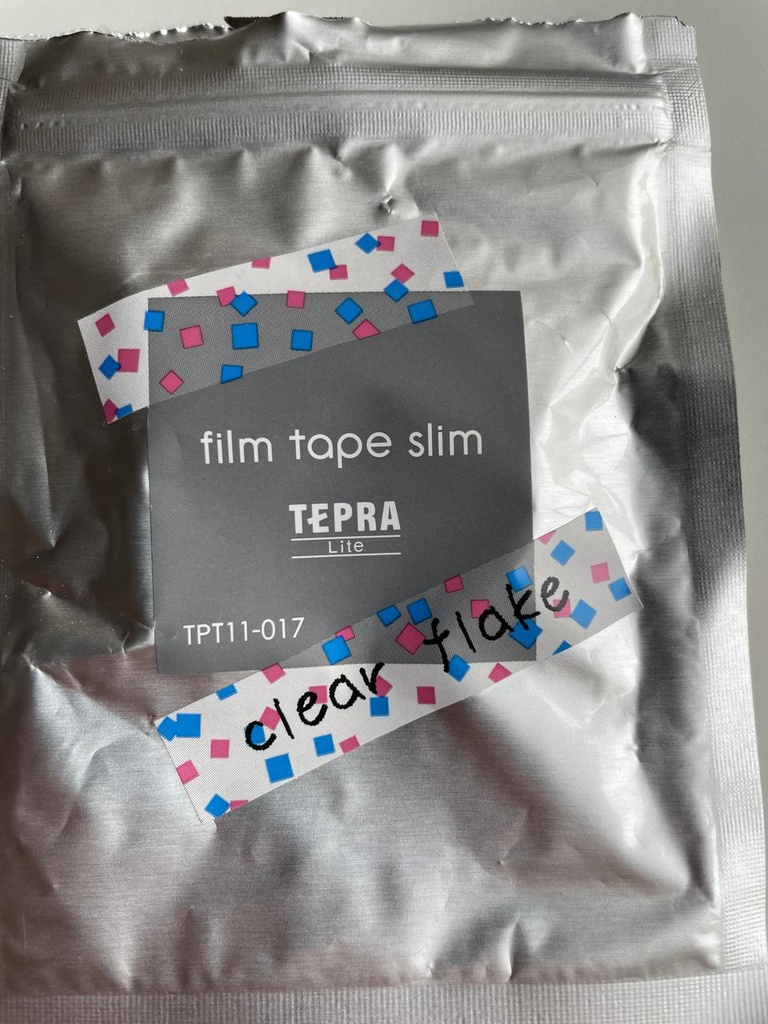 film tape slim
TEPRA
Lite
TPT11-017
clear flake